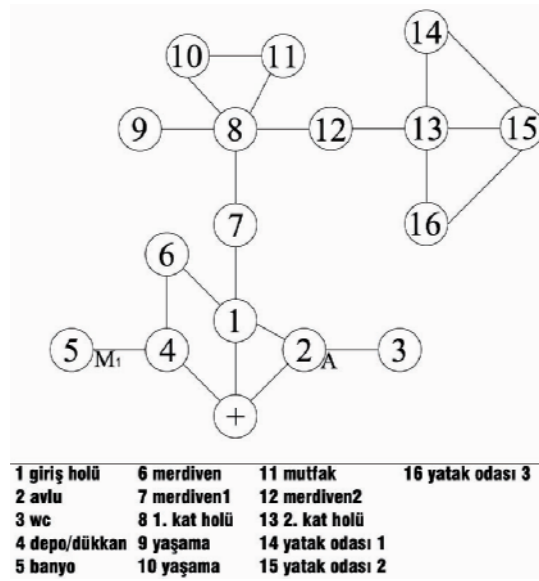 10 11
14
9 8 12 13 15
7
16
6
1
5 M₁ 4 2 A 3
+
1 giriş holü 6 merdiven 11 mutfak 16 yatak odası 3
2 avlu 7 merdiven1 12 merdiven2
3 wc 8 1. kat holü 13 2. kat holü
4 depo/dükkan 9 yaşama 14 yatak odası 1
5 banyo 10 yaşama 15 yatak odası 2